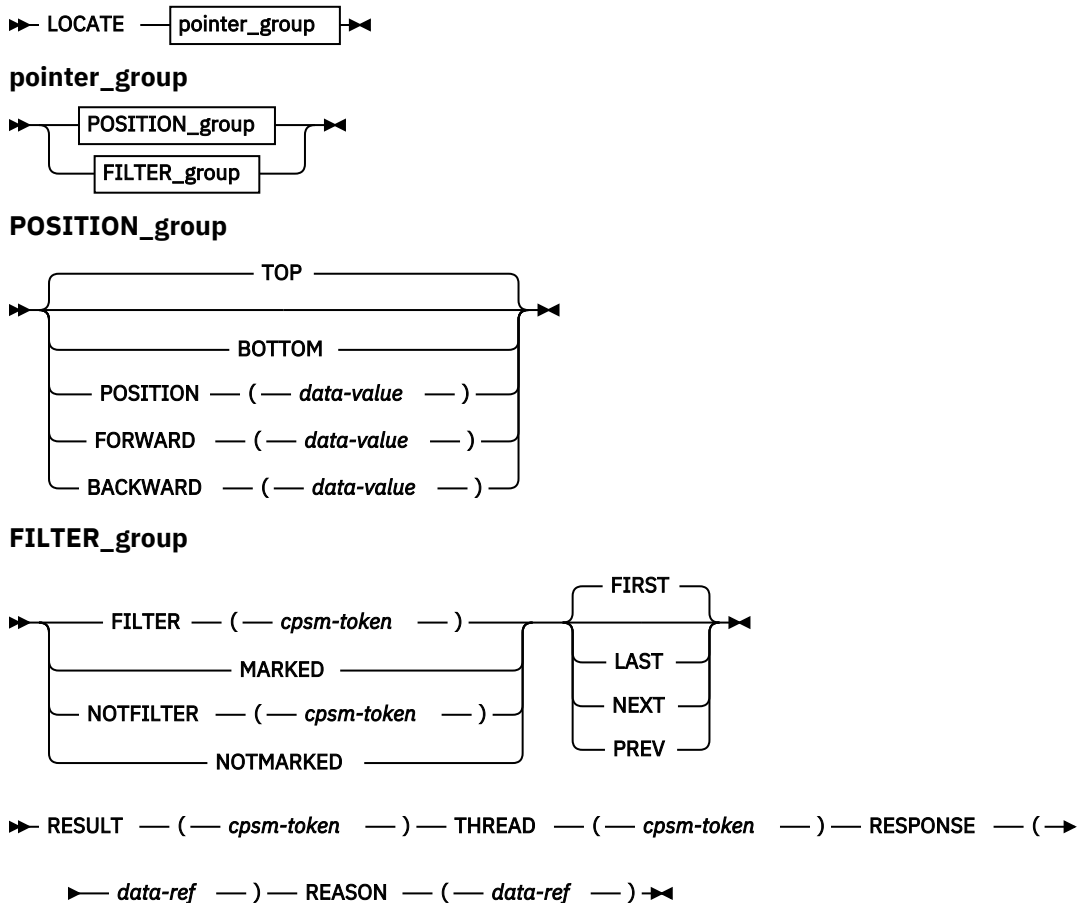 LOCATE pointer_group
pointer_group
POSITION_group
FILTER_group
POSITION_group
TOP
BOTTOM
POSITION ( data-value )
FORWARD ( data-value )
BACKWARD ( data-value )
FILTER_group
FIRST
FILTER ( cpsm-token )
LAST
MARKED
NEXT
NOTFILTER ( cpsm-token )
PREV
NOTMARKED
RESULT ( cpsm-token ) THREAD ( cpsm-token ) RESPONSE (
data-ref ) REASON ( data-ref )